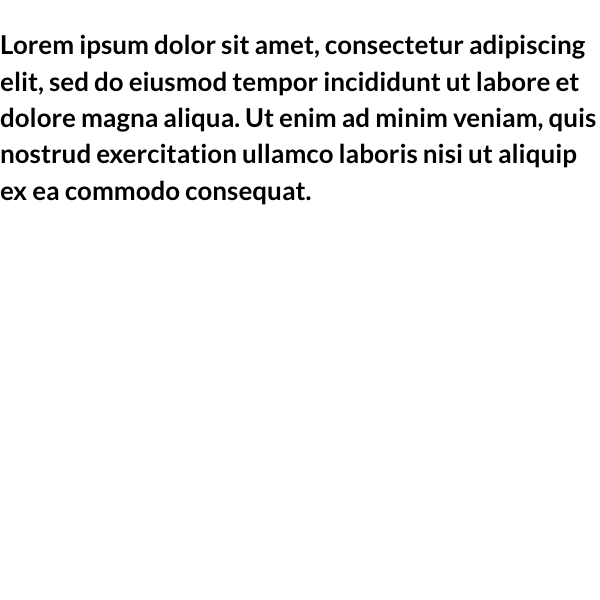 Lorem ipsum dolor sit amet, consectetur adipiscing
elit, sed do eiusmod tempor incididunt ut labore et
dolore magna aliqua. Ut enim ad minim veniam, quis
nostrud exercitation ullamco laboris nisi ut aliquip
ex ea commodo consequat.